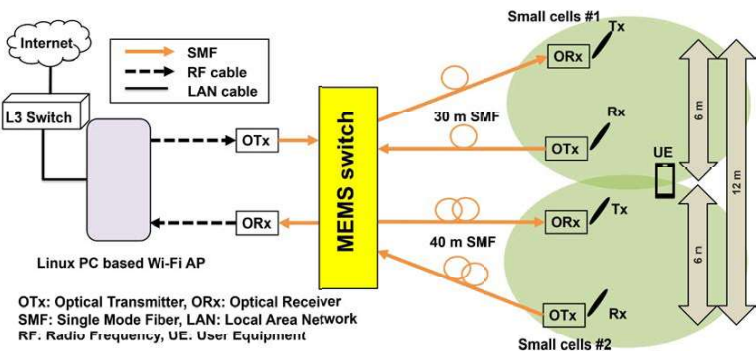 Small cells #1
Tx
Internet
SMF
RF cable
LAN cable
ORx
L3 Switch
30 m SMF
Rx
6 m
OTx
OTx
UE
12 m
MEMS switch
ORx
ORx
Tx
40 m SMF
6 m
Linux PC based Wi-Fi AP
OTx
Rx
OTx: Optical Transmitter, ORx: Optical Receiver
SMF: Single Mode Fiber, LAN: Local Area Network
RF: Radio Frequency, UE: User Equipment
Small cells #2